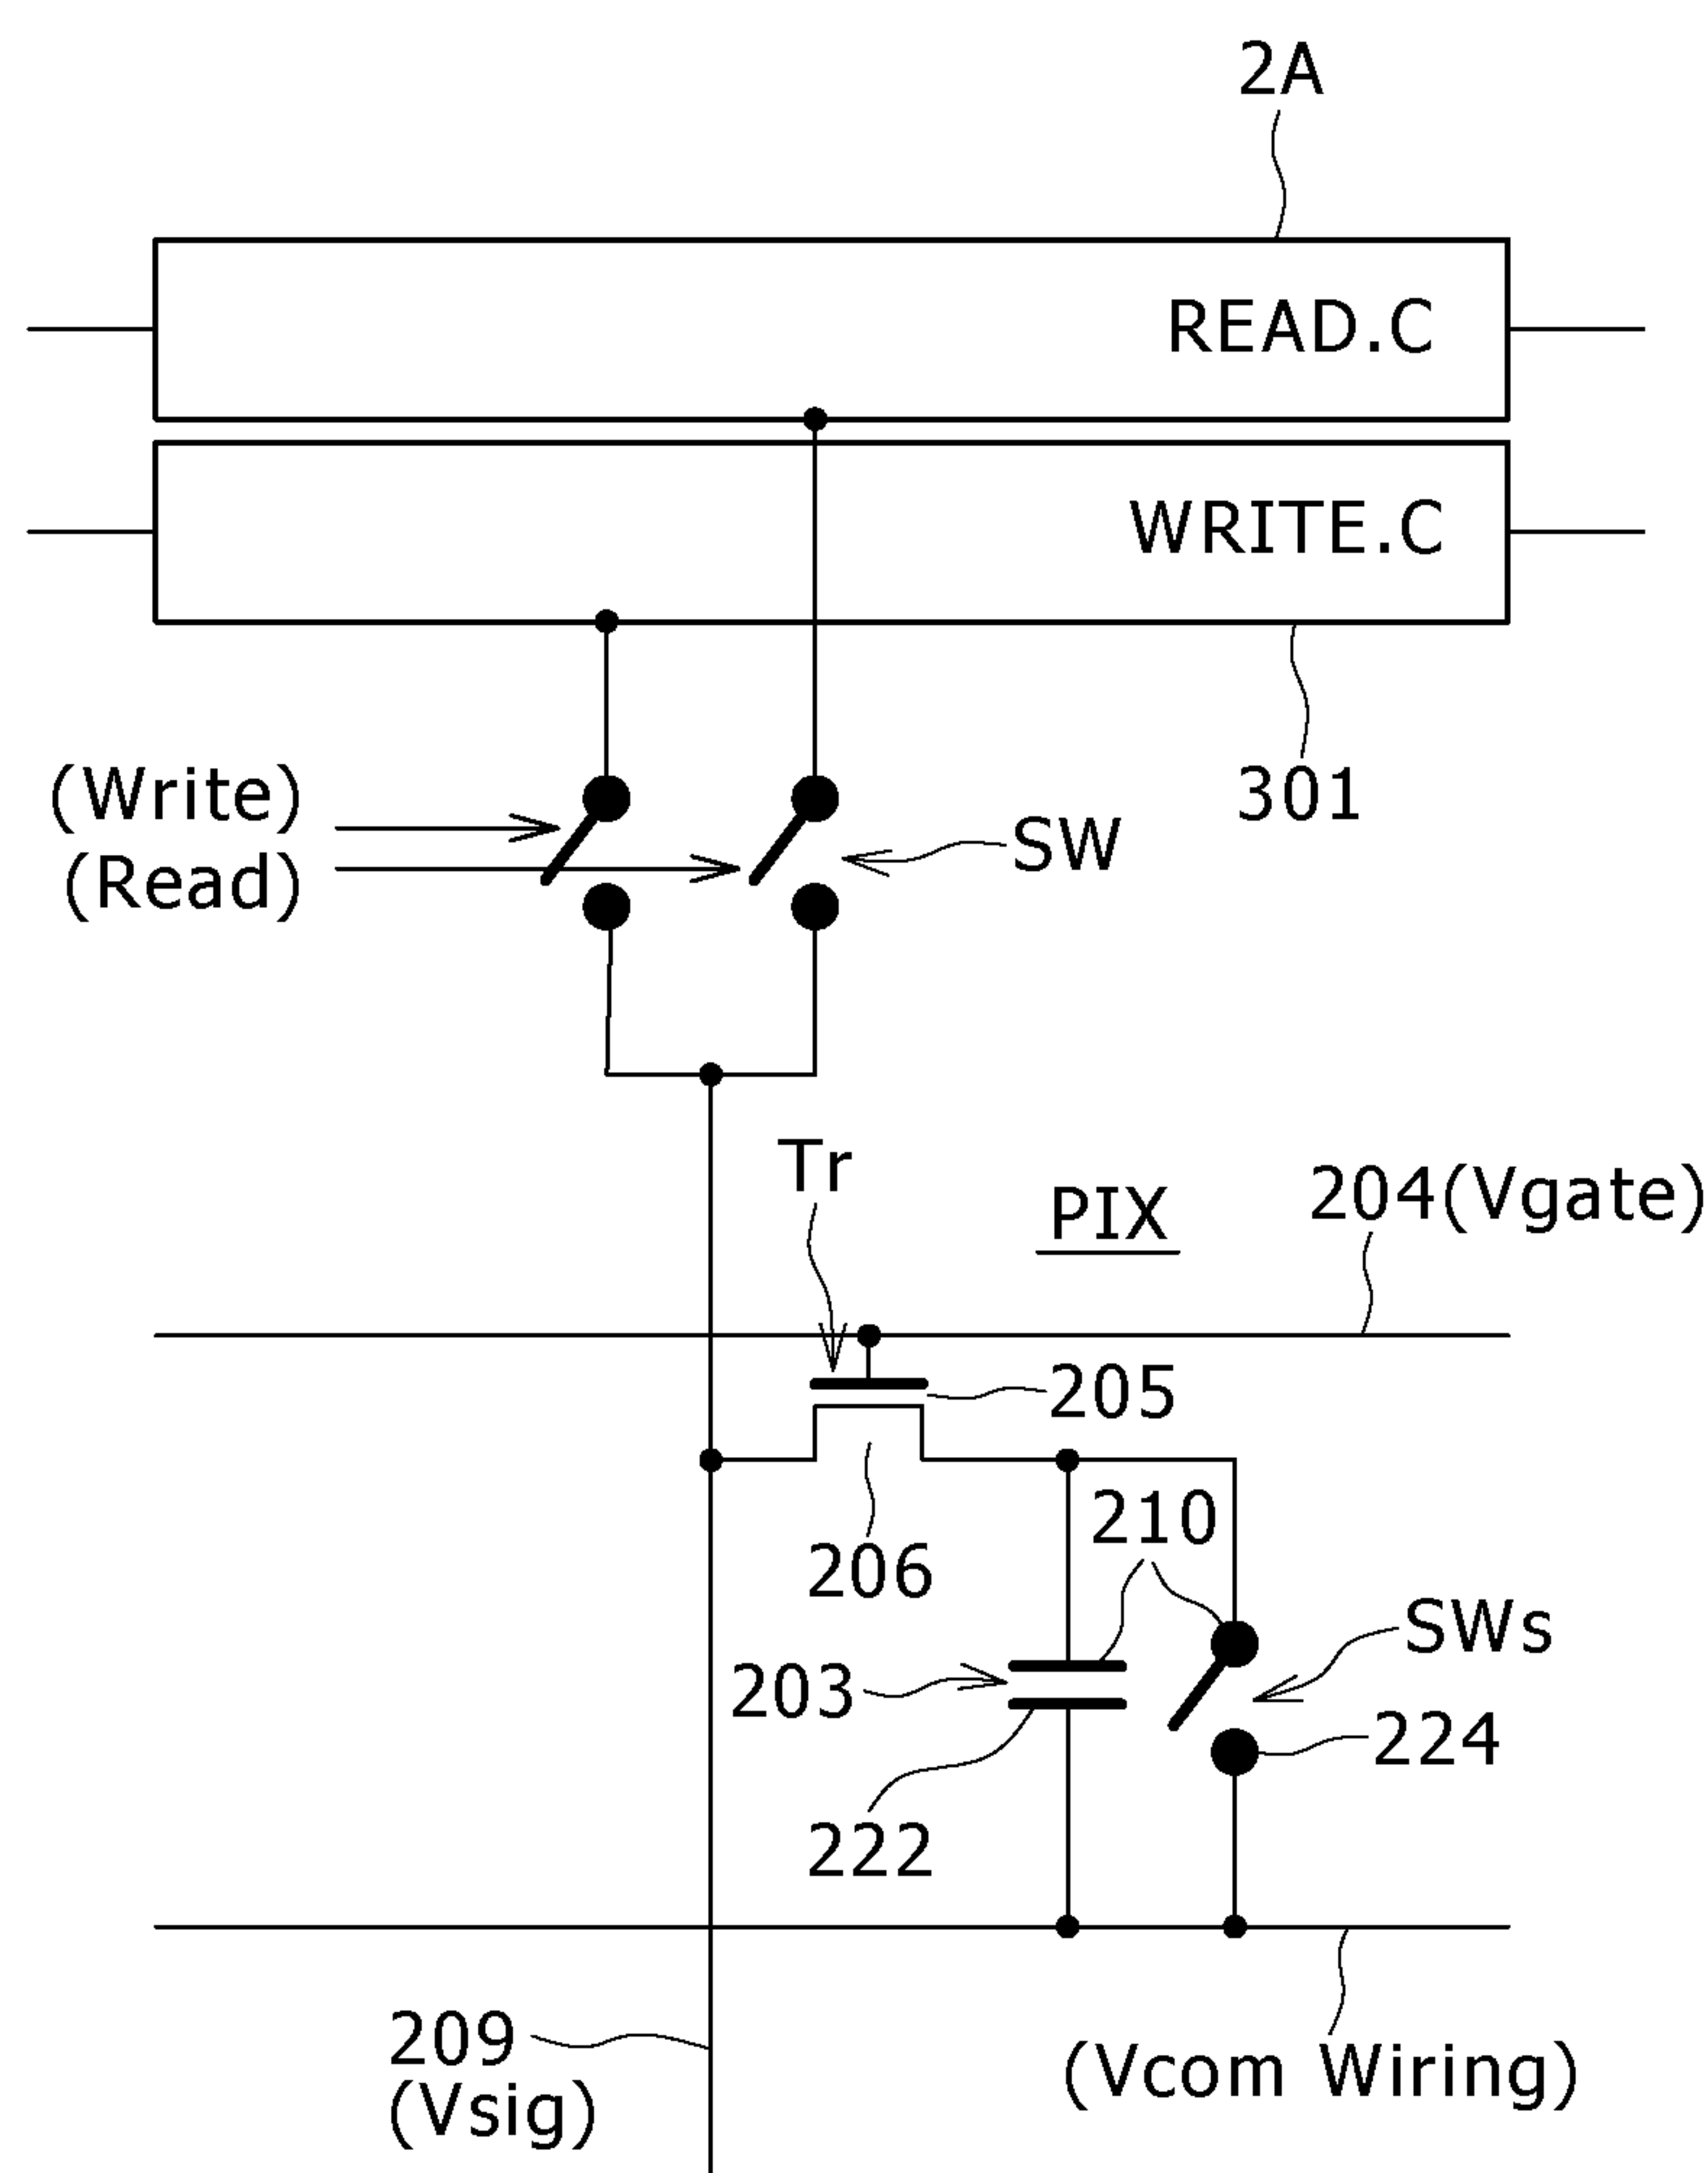 2A
READ.C
WRITE.C
301
(Write)
(Read)
SW
Tr
PIX
204(Vgate)
205
206
210
203
SWs
224
222
209
(Vsig)
(Vcom Wiring)